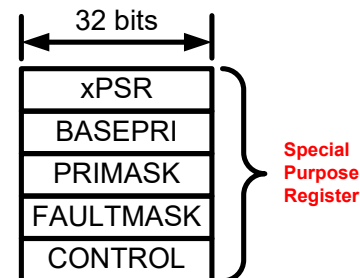 32 bits
xPSR
BASEPRI
PRIMASK
FAULTMASK
CONTROL
Special
Purpose
Register